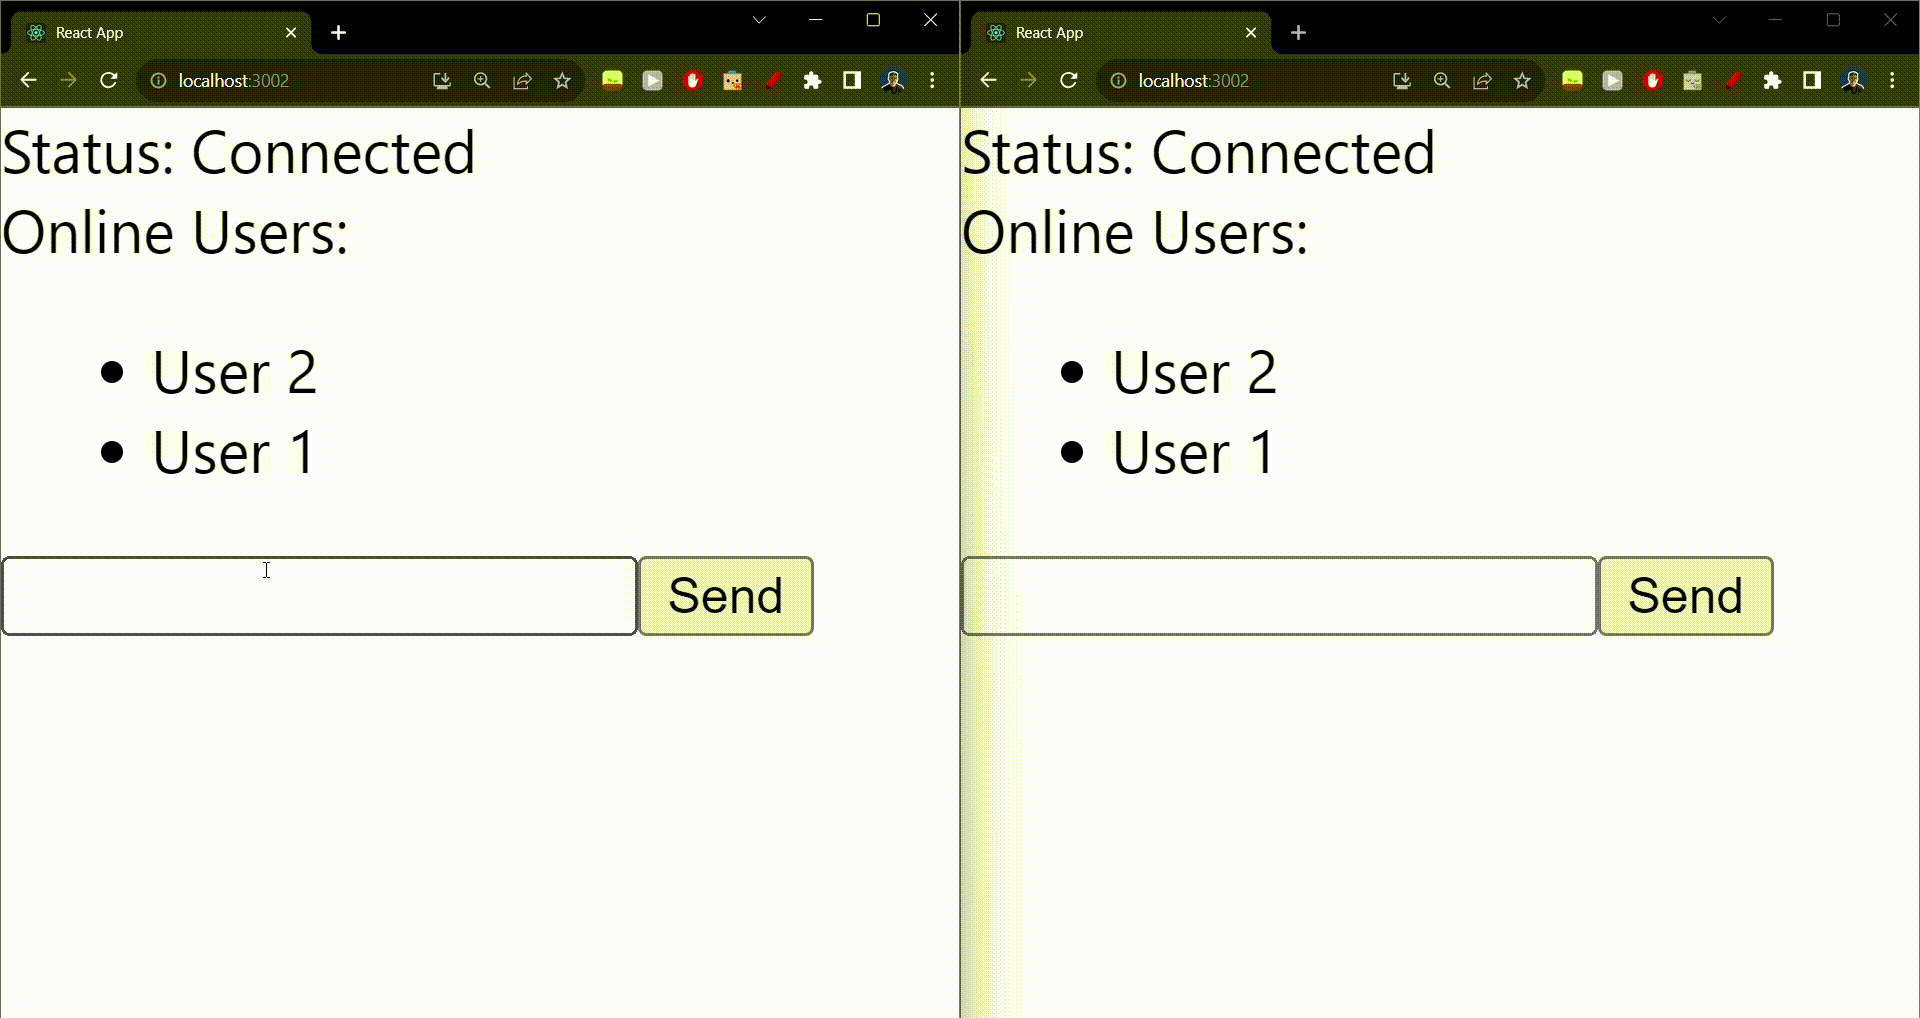 React App
localhost:3002
Status: Connected
Online Users:
User 2
User 1
Send
React App
localhost:3002
Status: Connected
Online Users:
User 2
User 1
Send